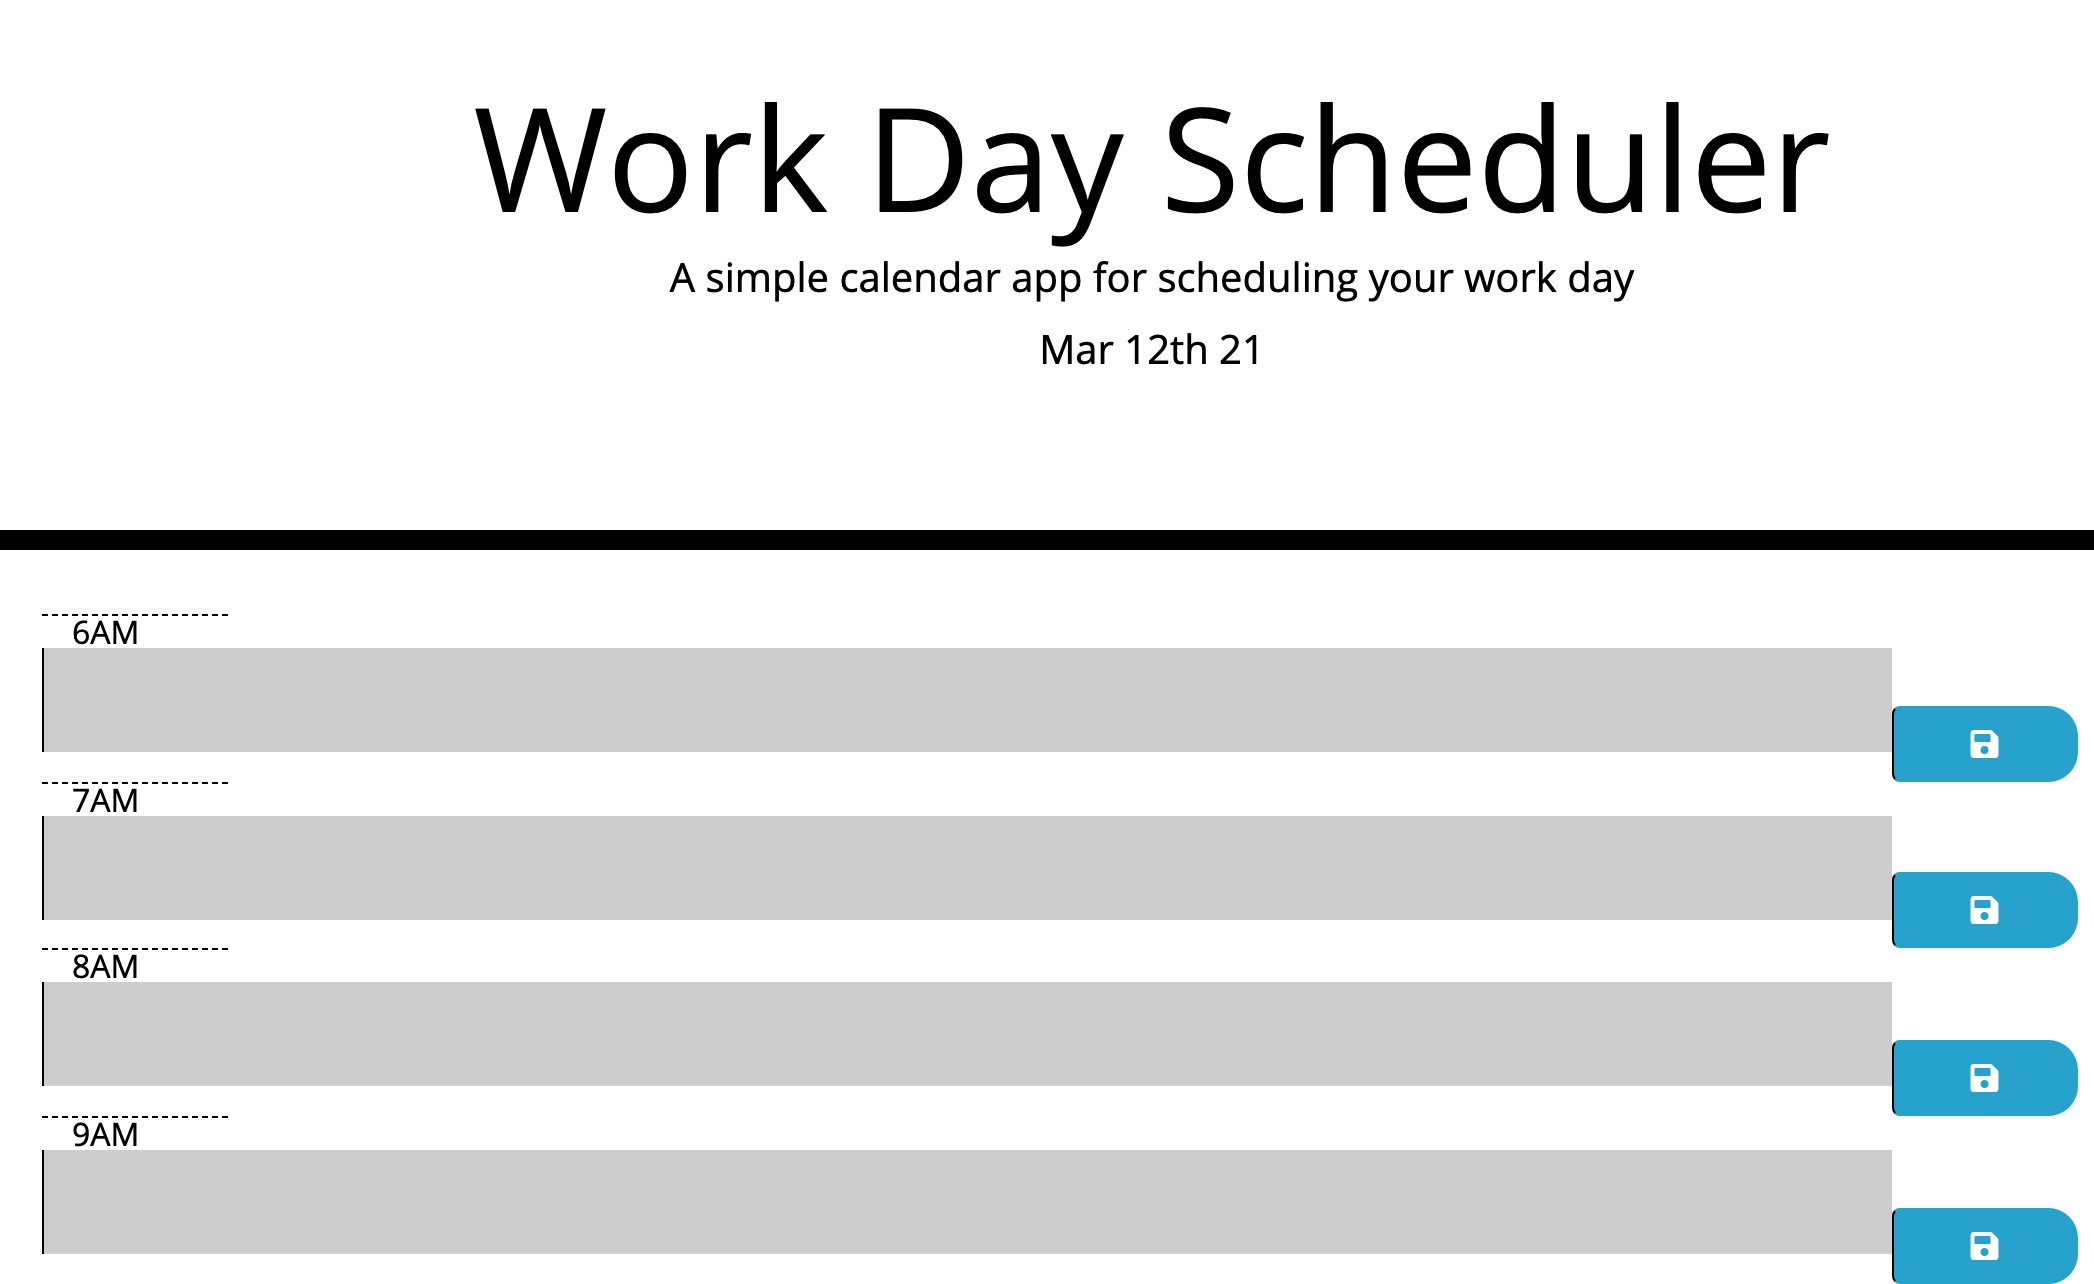 Work Day Scheduler
A simple calendar app for scheduling your work day
Mar 12th 21
6AM
7AM
8AM
9AM